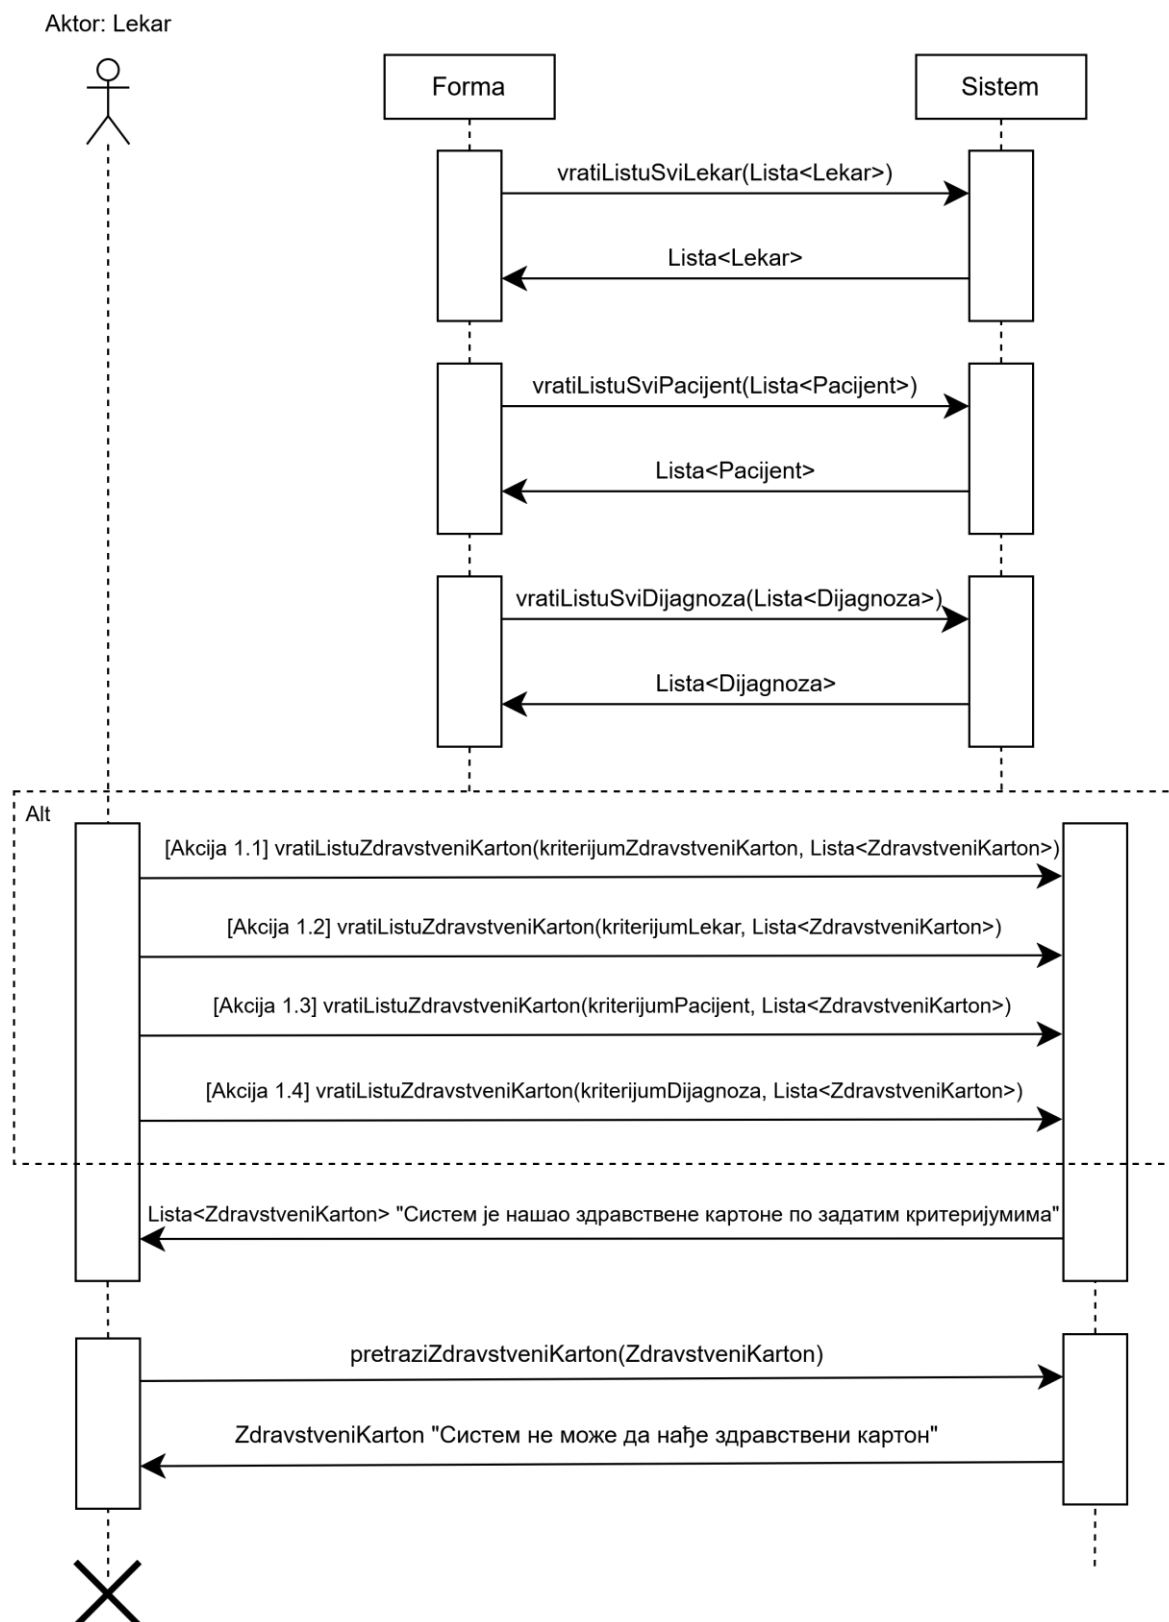 Aktor: Lekar
Forma
Sistem
vratiListuSviLekar(Lista<Lekar>)
Lista<Lekar>
vratiListuSviPacijent(Lista<Pacijent>)
Lista<Pacijent>
vratiListuSviDijagnoza(Lista<Dijagnoza>)
Lista<Dijagnoza>
Alt
[Akcija 1.1] vratiListuZdravstveniKarton(kriterijumZdravstveniKarton, Lista<ZdravstveniKarton>)
[Akcija 1.2] vratiListuZdravstveniKarton(kriterijumLekar, Lista<ZdravstveniKarton>)
[Akcija 1.3] vratiListuZdravstveniKarton(kriterijumPacijent, Lista<ZdravstveniKarton>)
[Akcija 1.4] vratiListuZdravstveniKarton(kriterijumDijagnoza, Lista<ZdravstveniKarton>)
Lista<ZdravstveniKarton> "Систем је нашао здравствене картоне по задатим критеријумима"
pretraziZdravstveniKarton(ZdravstveniKarton)
ZdravstveniKarton "Систем не може да нађе здравствени картон"